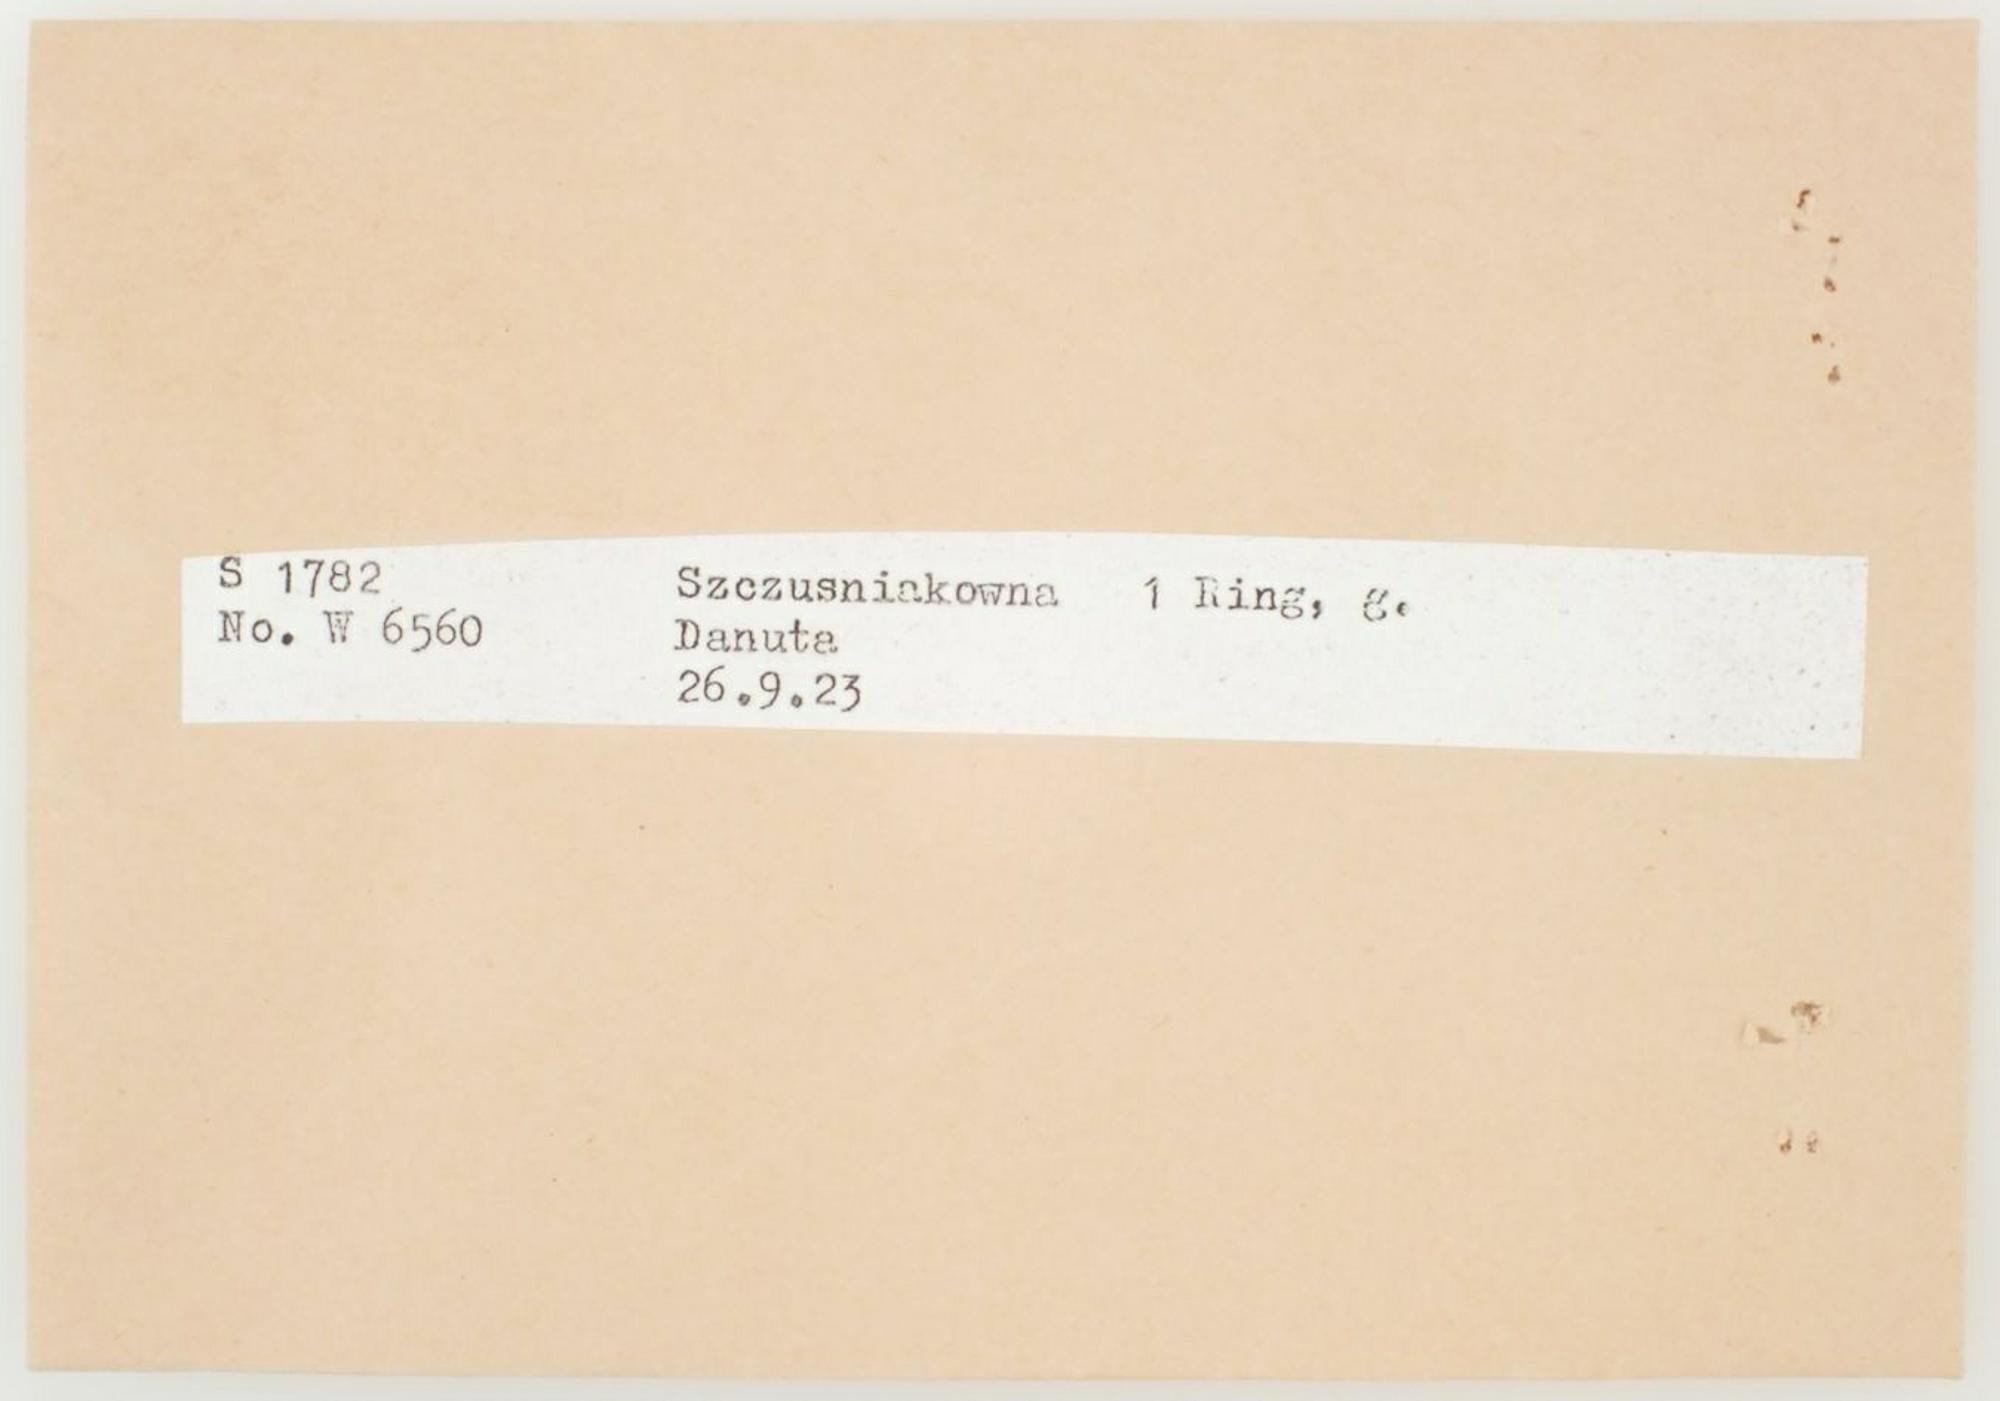 S 1782 Szczusniakowna 1 Ring, g.
No. W 6560 Danuta
26.9.23